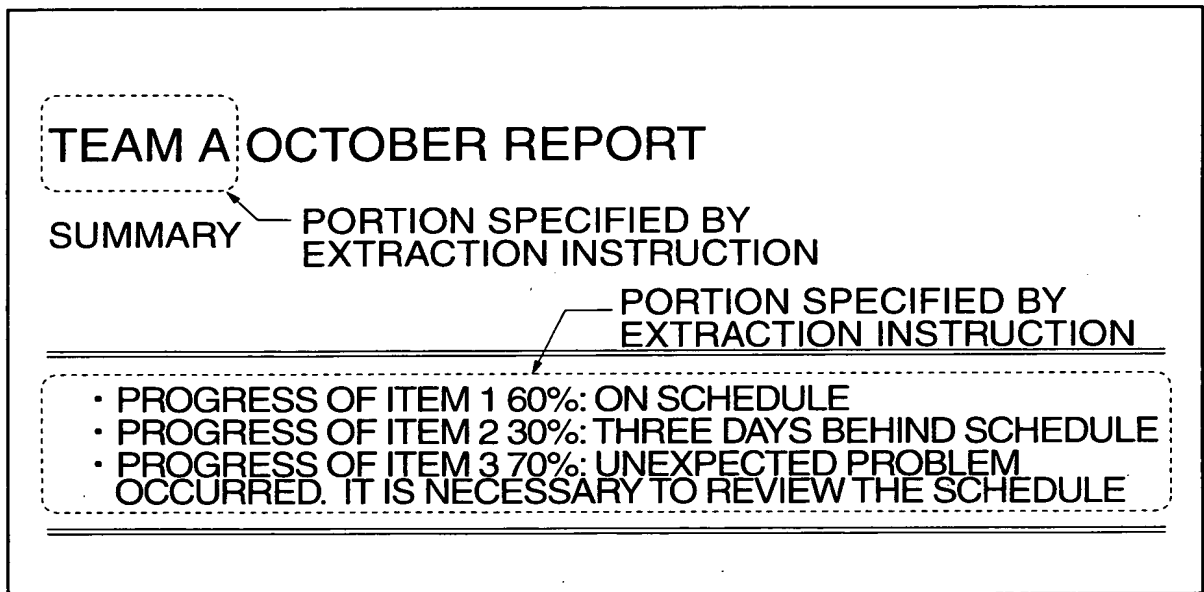 TEAM A OCTOBER REPORT
SUMMARY
PORTION SPECIFIED BY
EXTRACTION INSTRUCTION
PORTION SPECIFIED BY
EXTRACTION INSTRUCTION
・PROGRESS OF ITEM 1 60%: ON SCHEDULE
・PROGRESS OF ITEM 2 30%: THREE DAYS BEHIND SCHEDULE
・PROGRESS OF ITEM 3 70%: UNEXPECTED PROBLEM
OCCURRED. IT IS NECESSARY TO REVIEW THE SCHEDULE